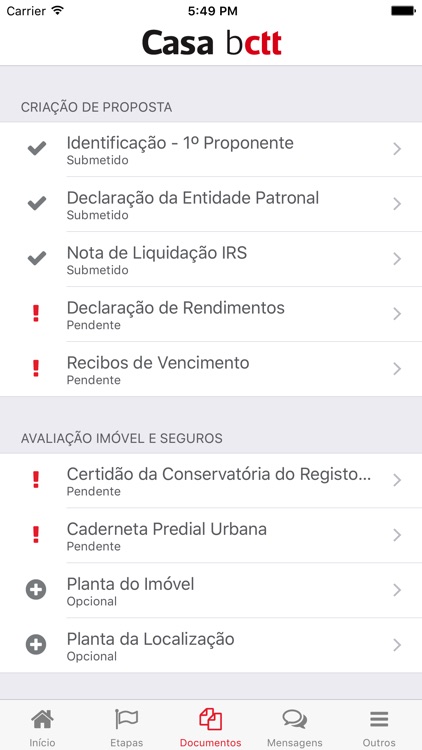 Carrier 5:49 PM
Casa bctt
CRIAÇÃO DE PROPOSTA
Identificação - 1º Proponente
Submetido
Declaração da Entidade Patronal
Submetido
Nota de Liquidação IRS
Submetido
Declaração de Rendimentos
Pendente
Recibos de Vencimento
Pendente
AVALIAÇÃO IMÓVEL E SEGUROS
Certidão da Conservatória do Registo...
Pendente
Caderneta Predial Urbana
Pendente
Planta do Imóvel
Opcional
Planta da Localização
Opcional
Início Etapas Documentos Mensagens Outros